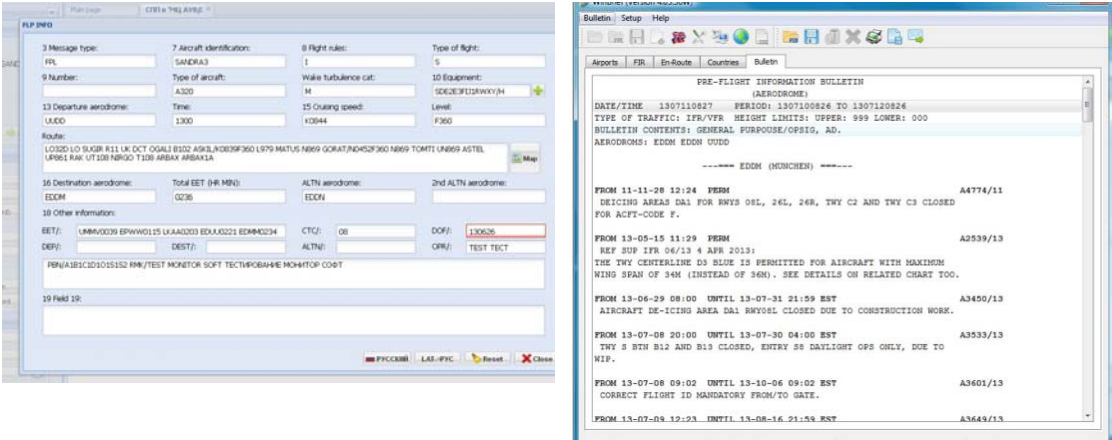 Main page
FLP INFO
3 Message type: 7 Aircraft identification: 8 Flight rules: Type of flight:
FPL SANDRA3 I S
9 Number: Type of aircraft: Wake turbulence cat: 10 Equipment:
A320 M SDE2E3FIJ1RWXY/H
13 Departure aerodrome: Time: 15 Cruising speed: Level:
UUDD 1300 K0844 F360
Route:
LO32D LO SUGIR R11 UK DCT OGALI B102 ASKIL/K0839F360 L979 MATUS N869 GORAT/N0452F360 N869 TOMTI UN869 ASTEL
UP861 RAK UT108 NIRGO T108 ARBAX ARBAX1A
Map
16 Destination aerodrome: Total EET (HR MIN): ALTN aerodrome: 2nd ALTN aerodrome:
EDDM 0236 EDDN
18 Other information:
EET/: UMMV0039 EPWW0115 LKAA0203 EDUU0221 EDMM0234 CTC/: 08 DOF/: 130626
DEP/: DEST/: ALTN/: OPR/: TEST ТЕСТ
PBN/A1B1C1D1O1S1S2 RMK/TEST MONITOR SOFT ТЕСТИРОВАНИЕ МОНИТОР СОФТ
19 Field 19:
РУССКИЙ LAT->РУС Reset Close
Bulletin Setup Help
Airports FIR En-Route Countries Bulletin
PRE-FLIGHT INFORMATION BULLETIN
(AERODROME)
DATE/TIME 1307110827 PERIOD: 1307100826 TO 1307120826
TYPE OF TRAFFIC: IFR/VFR HEIGHT LIMITS: UPPER: 999 LOWER: 000
BULLETIN CONTENTS: GENERAL PURPOUSE/OPSIG, AD.
AERODROMS: EDDM EDDN UUDD
---=== EDDM (MUNCHEN) ===---
FROM 11-11-28 12:24 PERM A4774/11
DEICING AREAS DA1 FOR RWYS 08L, 26L, 26R, TWY C2 AND TWY C3 CLOSED
FOR ACFT-CODE F.
FROM 13-05-15 11:29 PERM A2539/13
REF SUP IFR 06/13 4 APR 2013:
THE TWY CENTERLINE D3 BLUE IS PERMITTED FOR AIRCRAFT WITH MAXIMUM
WING SPAN OF 34M (INSTEAD OF 36M). SEE DETAILS ON RELATED CHART TOO.
FROM 13-06-29 08:00 UNTIL 13-07-31 21:59 EST A3450/13
AIRCRAFT DE-ICING AREA DA1 RWY08L CLOSED DUE TO CONSTRUCTION WORK.
FROM 13-07-08 20:00 UNTIL 13-07-30 04:00 EST A3533/13
TWY S BTN B12 AND B13 CLOSED, ENTRY S8 DAYLIGHT OPS ONLY, DUE TO
WIP.
FROM 13-07-08 09:02 UNTIL 13-10-06 09:02 EST A3601/13
CORRECT FLIGHT ID MANDATORY FROM/TO GATE.
FROM 13-07-09 12:23 UNTIL 13-08-16 21:59 EST A3649/13